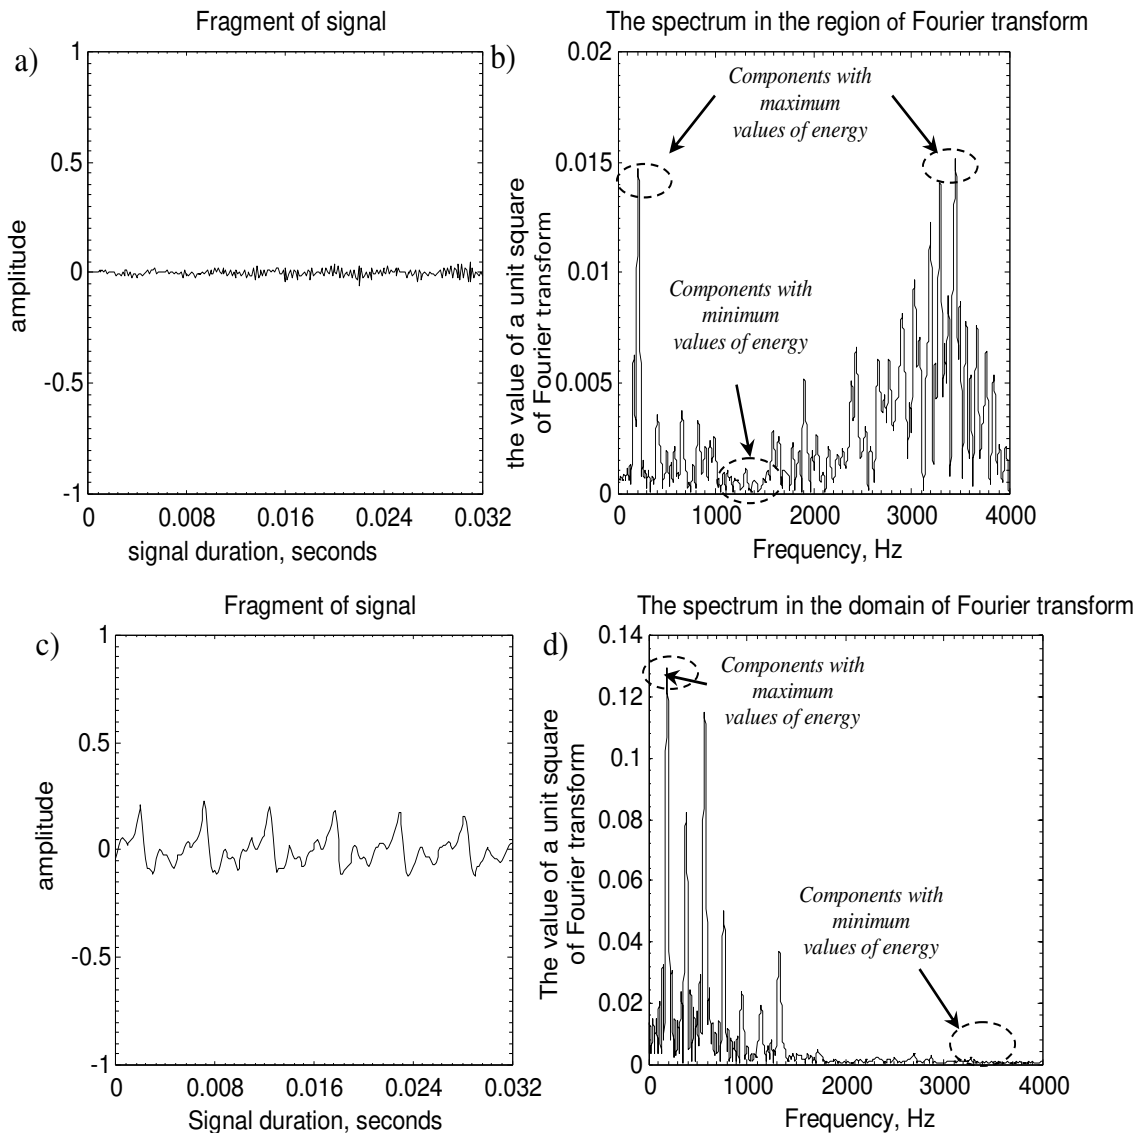 Fragment of signal
a)
1
0.5
0
-0.5
-1
amplitude
0 0.008 0.016 0.024 0.032
signal duration, seconds
The spectrum in the region of Fourier transform
b)
0.02
0.015
0.01
0.005
0
the value of a unit square
of Fourier transform
Components with
maximum
values of energy
Components with
minimum
values of energy
0 1000 2000 3000 4000
Frequency, Hz
Fragment of signal
c)
1
0.5
0
-0.5
-1
amplitude
0 0.008 0.016 0.024 0.032
Signal duration, seconds
The spectrum in the domain of Fourier transform
d)
0.14
0.12
0.1
0.08
0.06
0.04
0.02
0
The value of a unit square
of Fourier transform
Components with
maximum
values of energy
Components with
minimum
values of energy
0 1000 2000 3000 4000
Frequency, Hz